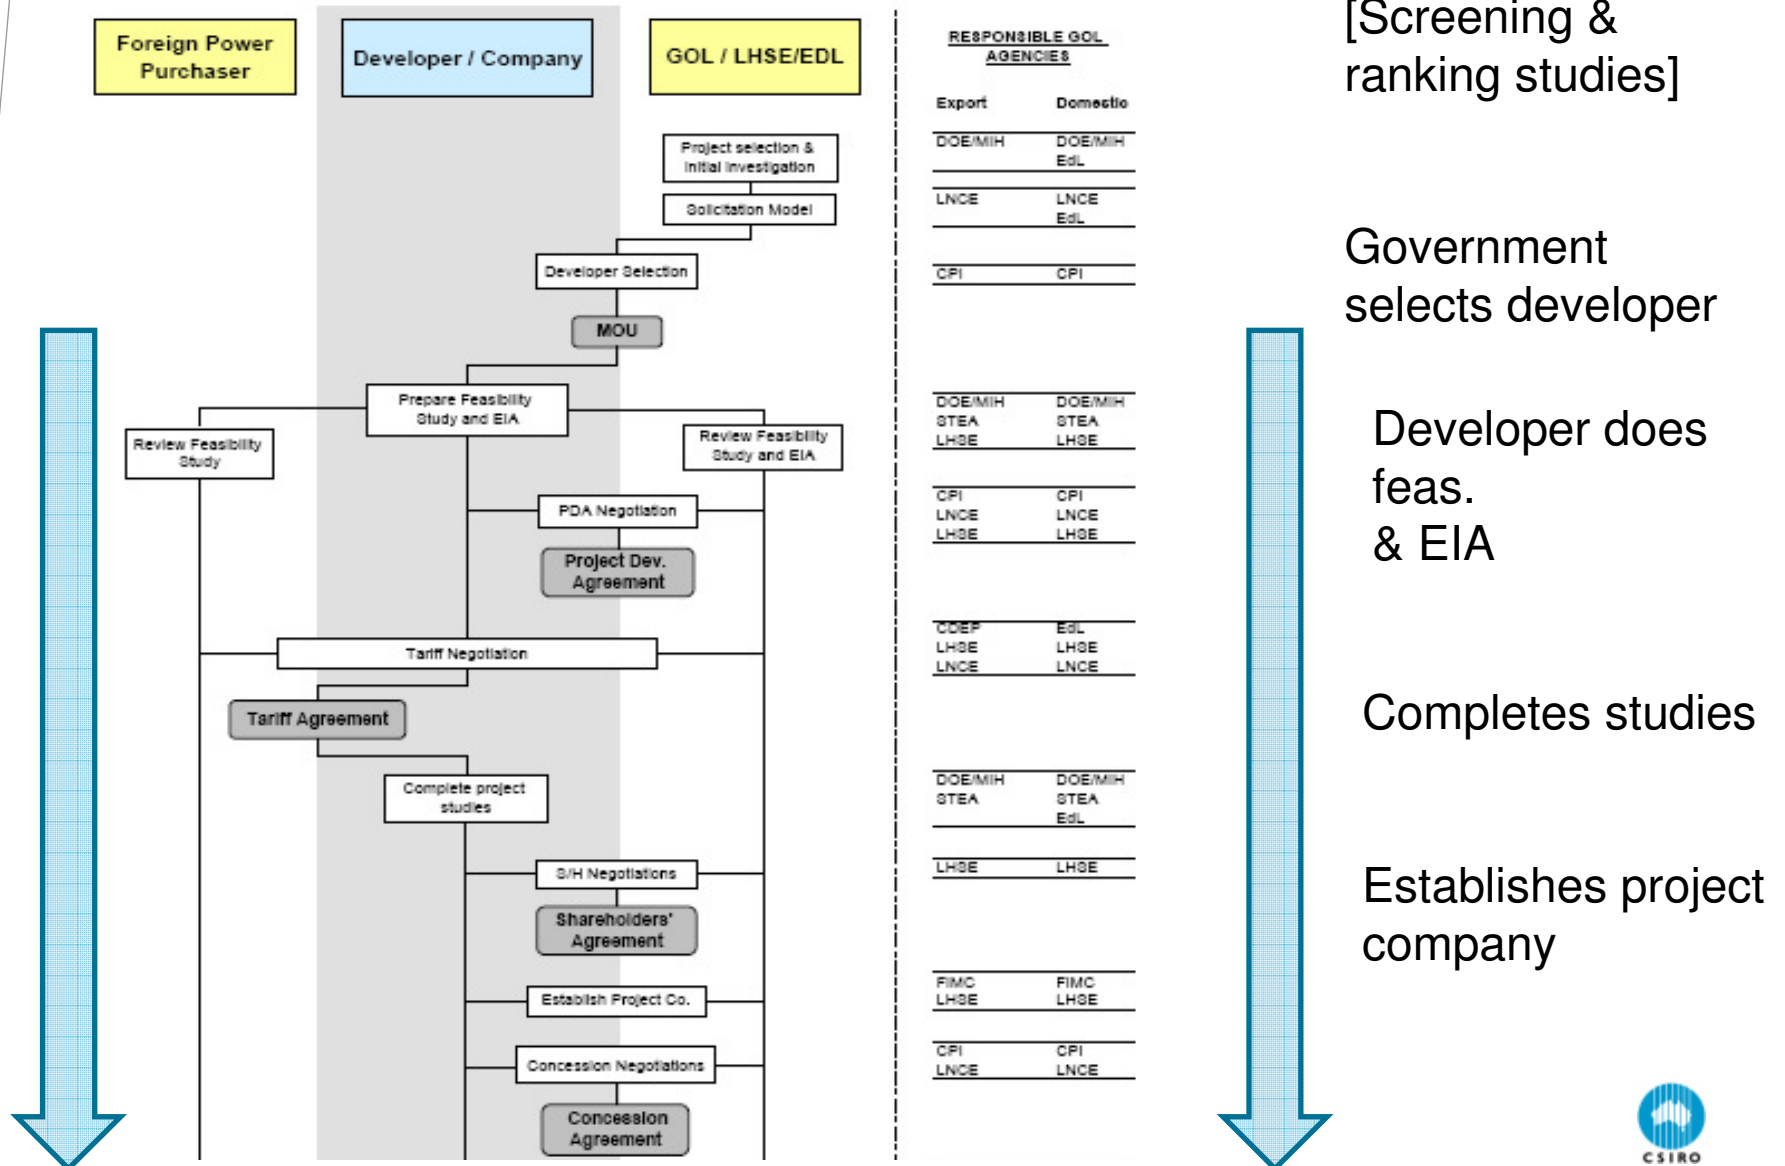 Foreign Power
Purchaser
Developer / Company
GOL / LHSE/EDL
Project selection &
Initial Investigation
Solicitation Model
Developer Selection
MOU
Prepare Feasibility
Study and EIA
Review Feasibility
Study
Review Feasibility
Study and EIA
PDA Negotiation
Project Dev.
Agreement
Tariff Negotiation
Tariff Agreement
Complete project
studies
S/H Negotiations
Shareholders'
Agreement
Establish Project Co.
Concession Negotiations
Concession
Agreement
RESPONSIBLE GOL
AGENCIES
Export Domestic
DOE/MIH DOE/MIH
EdL
LNCE LNCE
EdL
CPI CPI
DOE/MIH DOE/MIH
STEA STEA
LHSE LHSE
CPI CPI
LNCE LNCE
LHSE LHSE
CDEP EdL
LHSE LHSE
LNCE LNCE
DOE/MIH DOE/MIH
STEA STEA
EdL
LHSE LHSE
FIMC FIMC
LHSE LHSE
CPI CPI
LNCE LNCE
[Screening &
ranking studies]
Government
selects developer
Developer does
feas.
& EIA
Completes studies
Establishes project
company
CSIRO